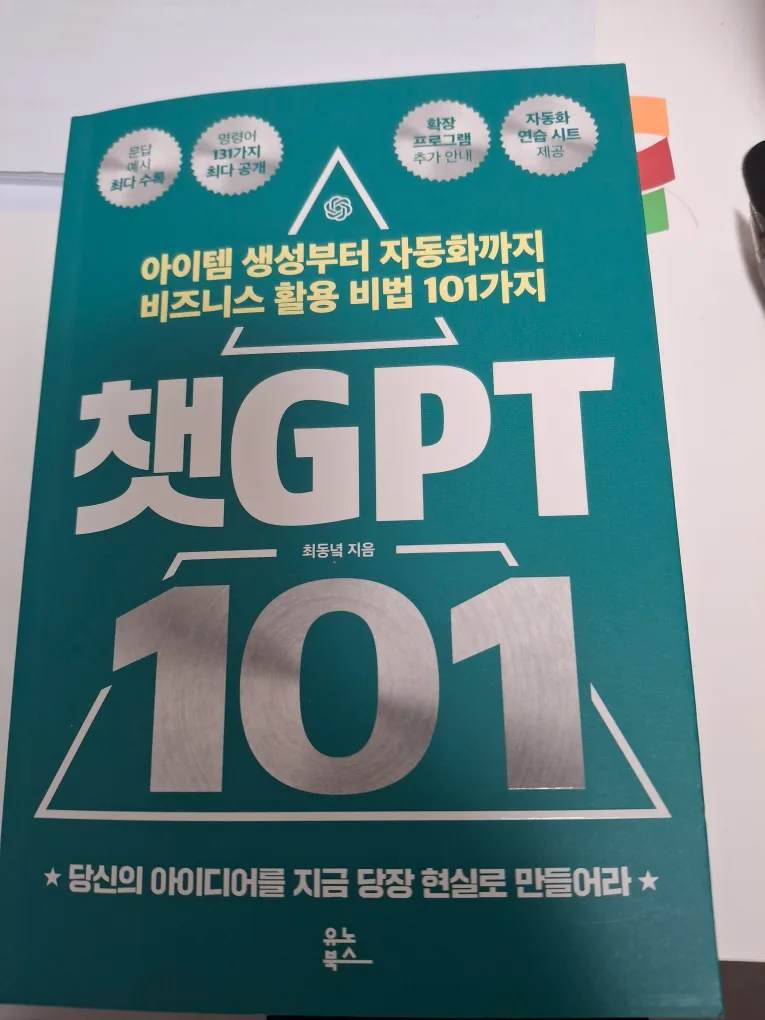 문답
예시
최다 수록
명령어
131가지
최다 공개
확장
프로그램
추가 안내
자동화
연습 시트
제공
아이템 생성부터 자동화까지
비즈니스 활용 비법 101가지
챗GPT
최동녘 지음
101
★ 당신의 아이디어를 지금 당장 현실로 만들어라 ★
유노
북스